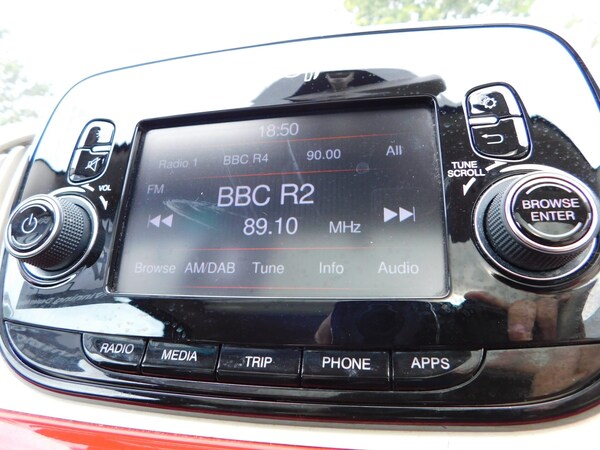 18:50
Radio 1 BBC R4 90.00 All
FM
BBC R2
89.10 MHz
Browse AM/DAB Tune Info Audio
VOL
TUNE
SCROLL
BROWSE
ENTER
RADIO MEDIA TRIP PHONE APPS